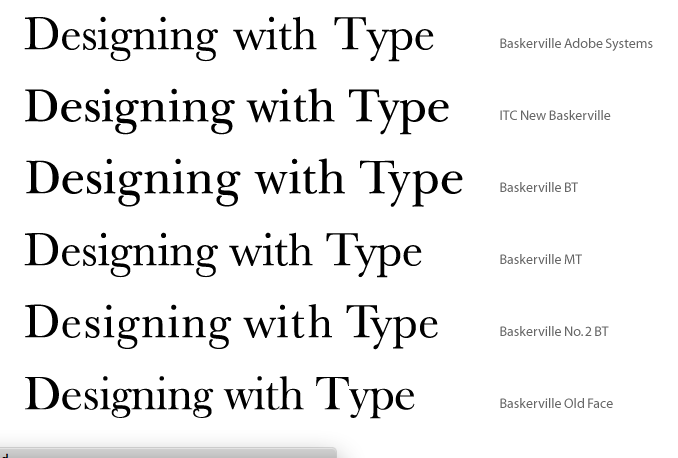 Designing with Type Baskerville Adobe Systems
Designing with Type ITC New Baskerville
Designing with Type Baskerville BT
Designing with Type Baskerville MT
Designing with Type Baskerville No. 2 BT
Designing with Type Baskerville Old Face